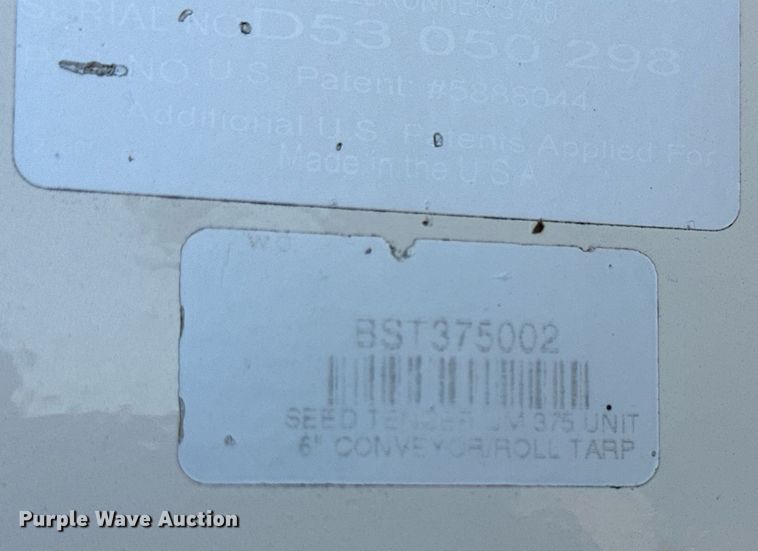 3750
SERIAL NO. D53 050 298
NO. U.S. Patent #5888044
Additional U.S. Patents Applied For
Made in the U S A
BST375002
SEED TENDER JM 375 UNIT
6" CONVEYOR/ROLL TARP
Purple Wave Auction